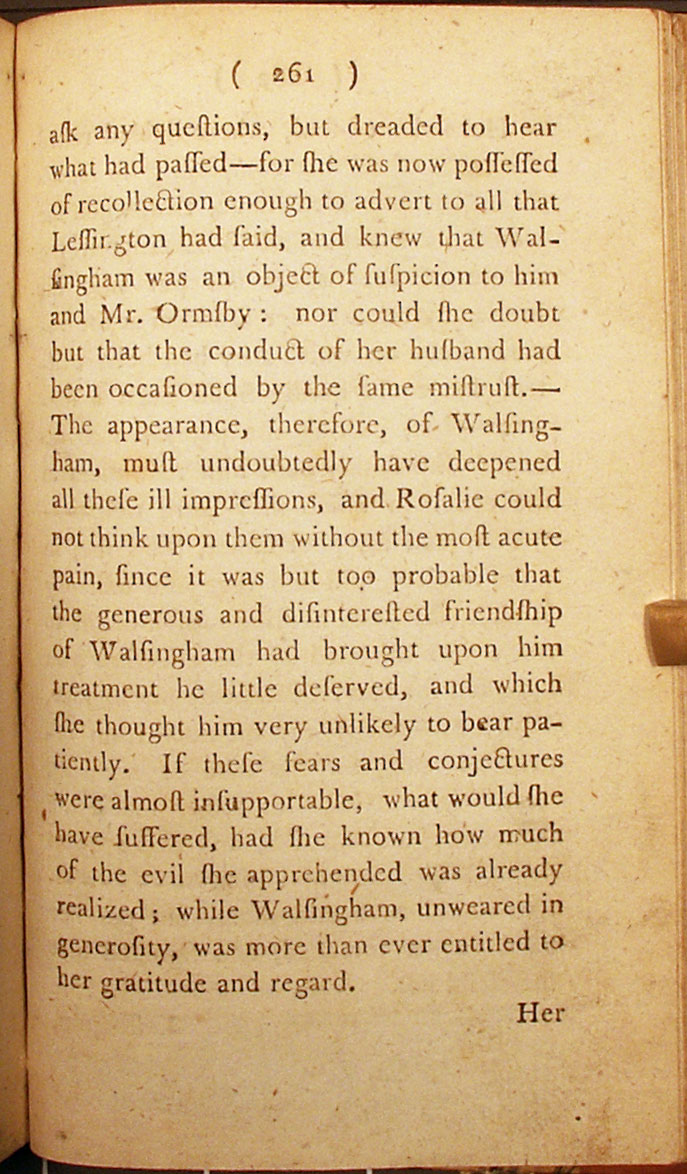 ( 261 )
aſk any queſtions, but dreaded to hear
what had paſſed—for ſhe was now poſſeſſed
of recollection enough to advert to all that
Leſſington had ſaid, and knew that Wal-
ſingham was an object of ſuſpicion to him
and Mr. Ormſby : nor could ſhe doubt
but that the conduct of her huſband had
been occaſioned by the ſame miſtruſt.—
The appearance, therefore, of Walſing-
ham, muſt undoubtedly have deepened
all theſe ill impreſſions, and Roſalie could
not think upon them without the moſt acute
pain, ſince it was but too probable that
the generous and diſintereſted friendſhip
of Walſingham had brought upon him
treatment he little deſerved, and which
ſhe thought him very unlikely to bear pa-
tiently. If theſe fears and conjectures
were almoſt inſupportable, what would ſhe
have ſuffered, had ſhe known how much
of the evil ſhe apprehended was already
realized ; while Walſingham, unweared in
generoſity, was more than ever entitled to
her gratitude and regard.
Her